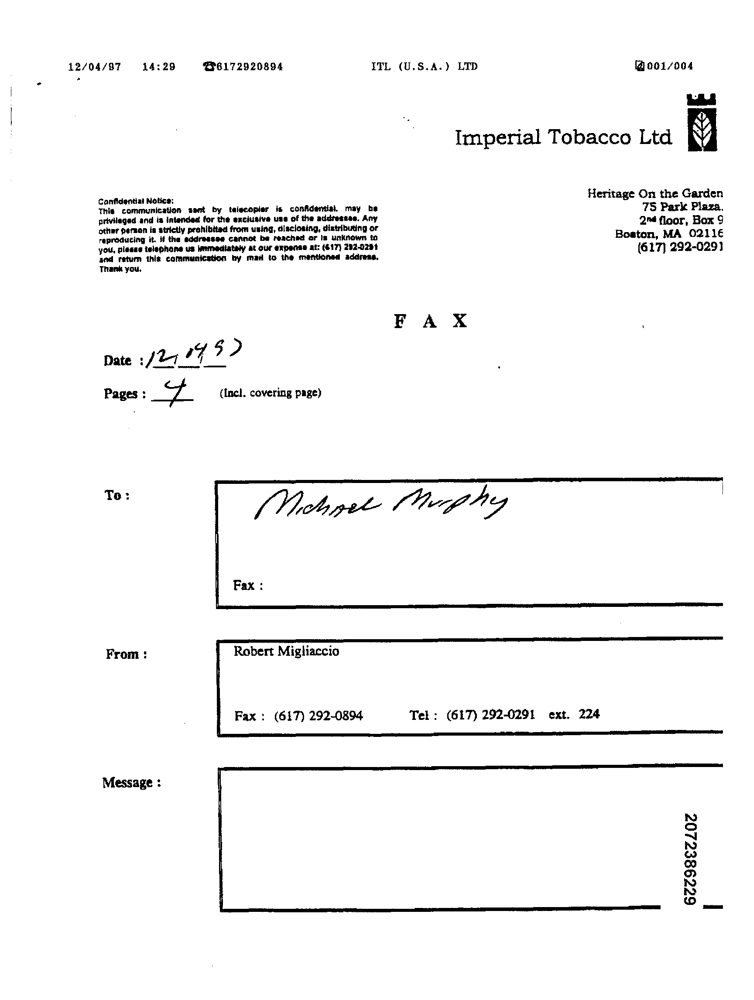 12/04/97 14:29 ☎6172920894 ITL (U.S.A.) LTD 001/004
Imperial Tobacco Ltd
Heritage On the Garden
75 Park Plaza.
2nd floor, Box 9
Boston, MA 02116
(617) 292-0291
Confidential Notice:
This communication sent by telecopier is confidential, may be
privileged and is intended for the exclusive use of the addressee. Any
other person is strictly prohibited from using, disclosing, distributing or
reproducing it. If the addressee cannot be reached or is unknown to
you, please telephone us immediately at our expense at: (617) 292-0291
and return this communication by mail to the mentioned address.
Thank you.
F A X
Date : 12, 04 97
Pages : 4 (Incl. covering page)
To :
Michael Murphy
Fax :
From :
Robert Migliaccio
Fax : (617) 292-0894 Tel : (617) 292-0291 ext. 224
Message :
2072386229